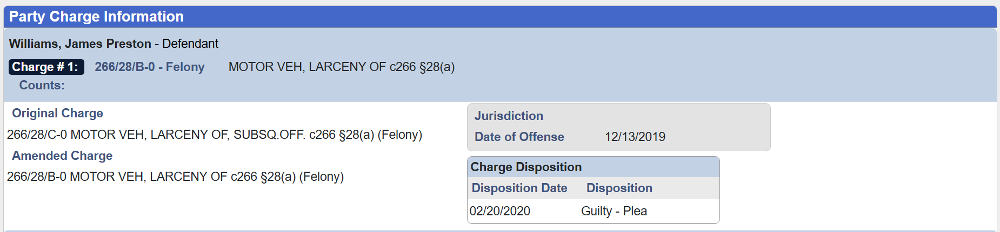 Party Charge Information
Williams, James Preston - Defendant
Charge # 1: 266/28/B-0 - Felony MOTOR VEH, LARCENY OF c266 §28(a)
Counts:
Original Charge
266/28/C-0 MOTOR VEH, LARCENY OF, SUBSQ.OFF. c266 §28(a) (Felony)
Amended Charge
266/28/B-0 MOTOR VEH, LARCENY OF c266 §28(a) (Felony)
Jurisdiction
Date of Offense 12/13/2019
Charge Disposition
Disposition Date Disposition
02/20/2020 Guilty - Plea